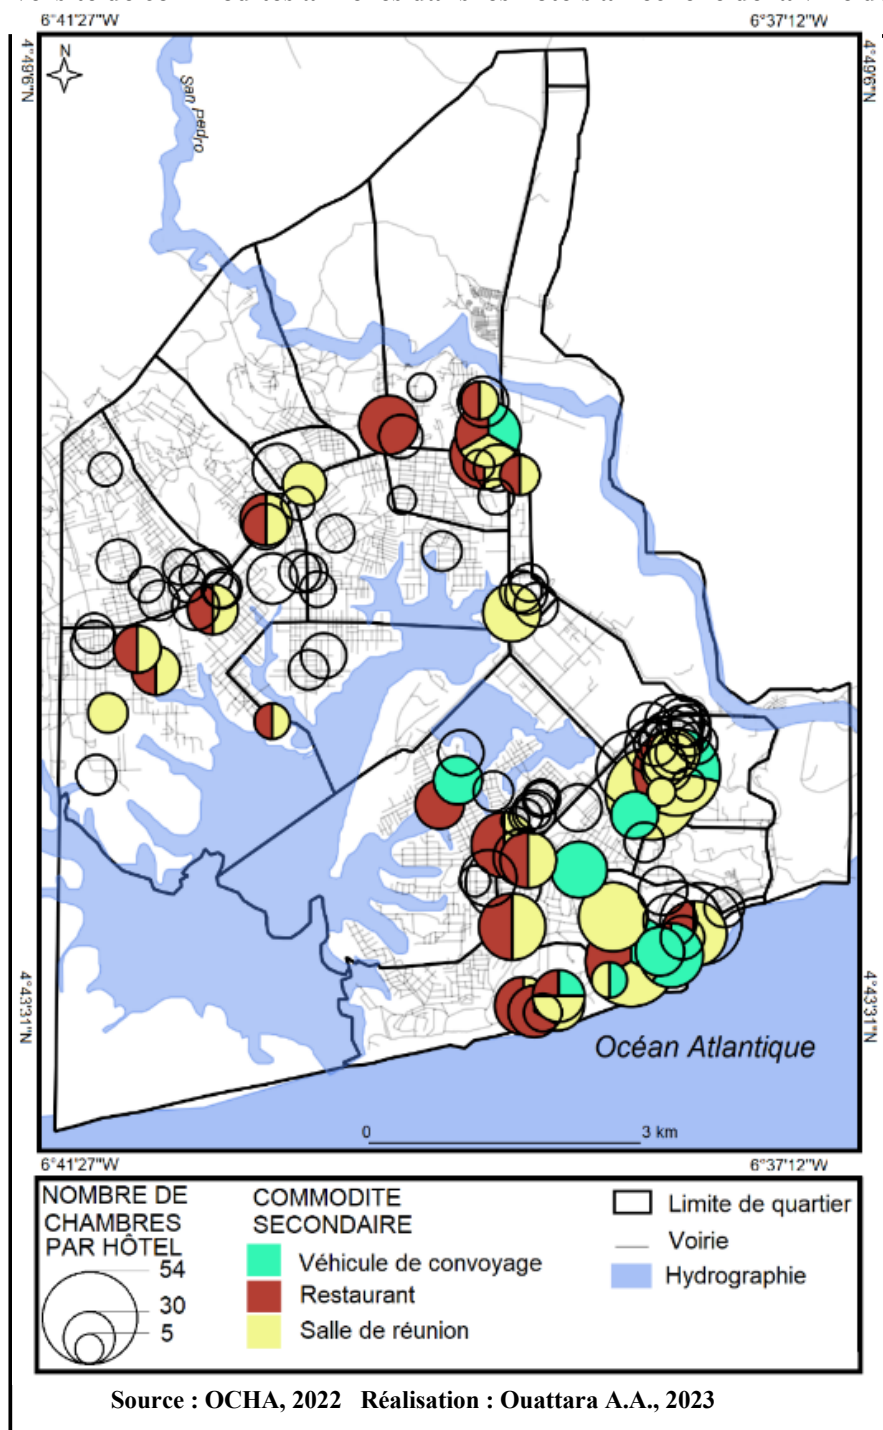 6°41'27"W 6°37'12"W
4°49'6"N
4°49'6"N
N
San Pedro
4°43'31"N
4°43'31"N
Océan Atlantique
0 3 km
6°41'27"W 6°37'12"W
NOMBRE DE
CHAMBRES
PAR HÔTEL
54
30
5
COMMODITE
SECONDAIRE
Véhicule de convoyage
Restaurant
Salle de réunion
Limite de quartier
Voirie
Hydrographie
Source : OCHA, 2022 Réalisation : Ouattara A.A., 2023